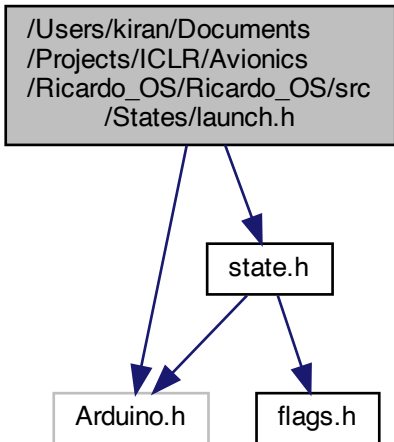 /Users/kiran/Documents
/Projects/ICLR/Avionics
/Ricardo_OS/Ricardo_OS/src
/States/launch.h
state.h
Arduino.h
flags.h